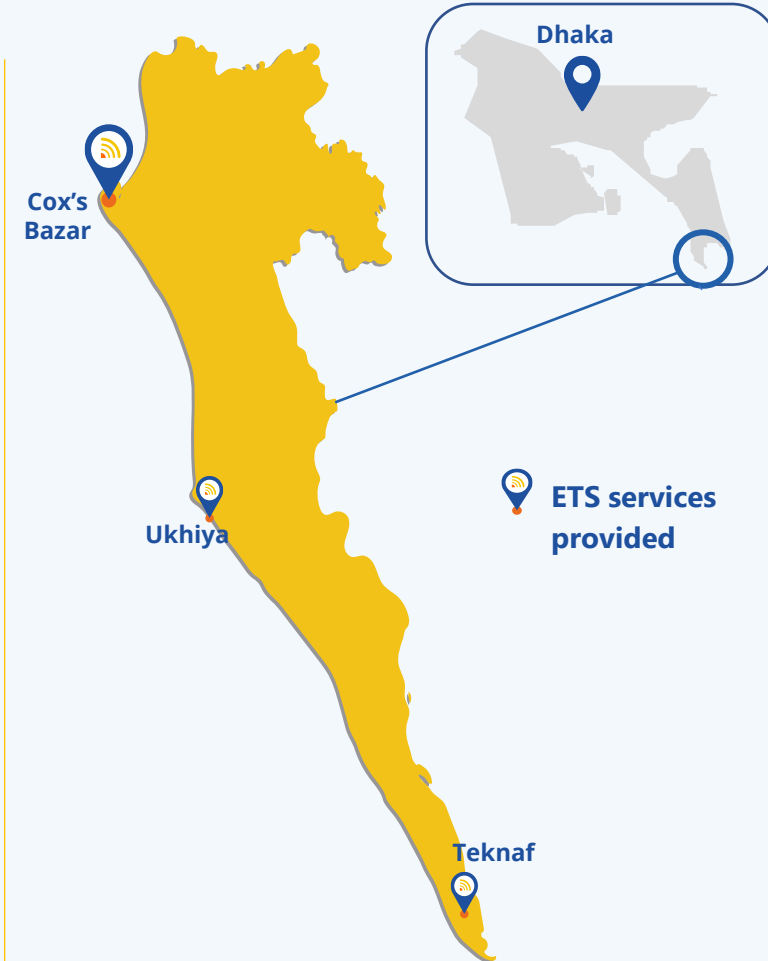 Dhaka
Cox’s
Bazar
ETS services
provided
Ukhiya
Teknaf